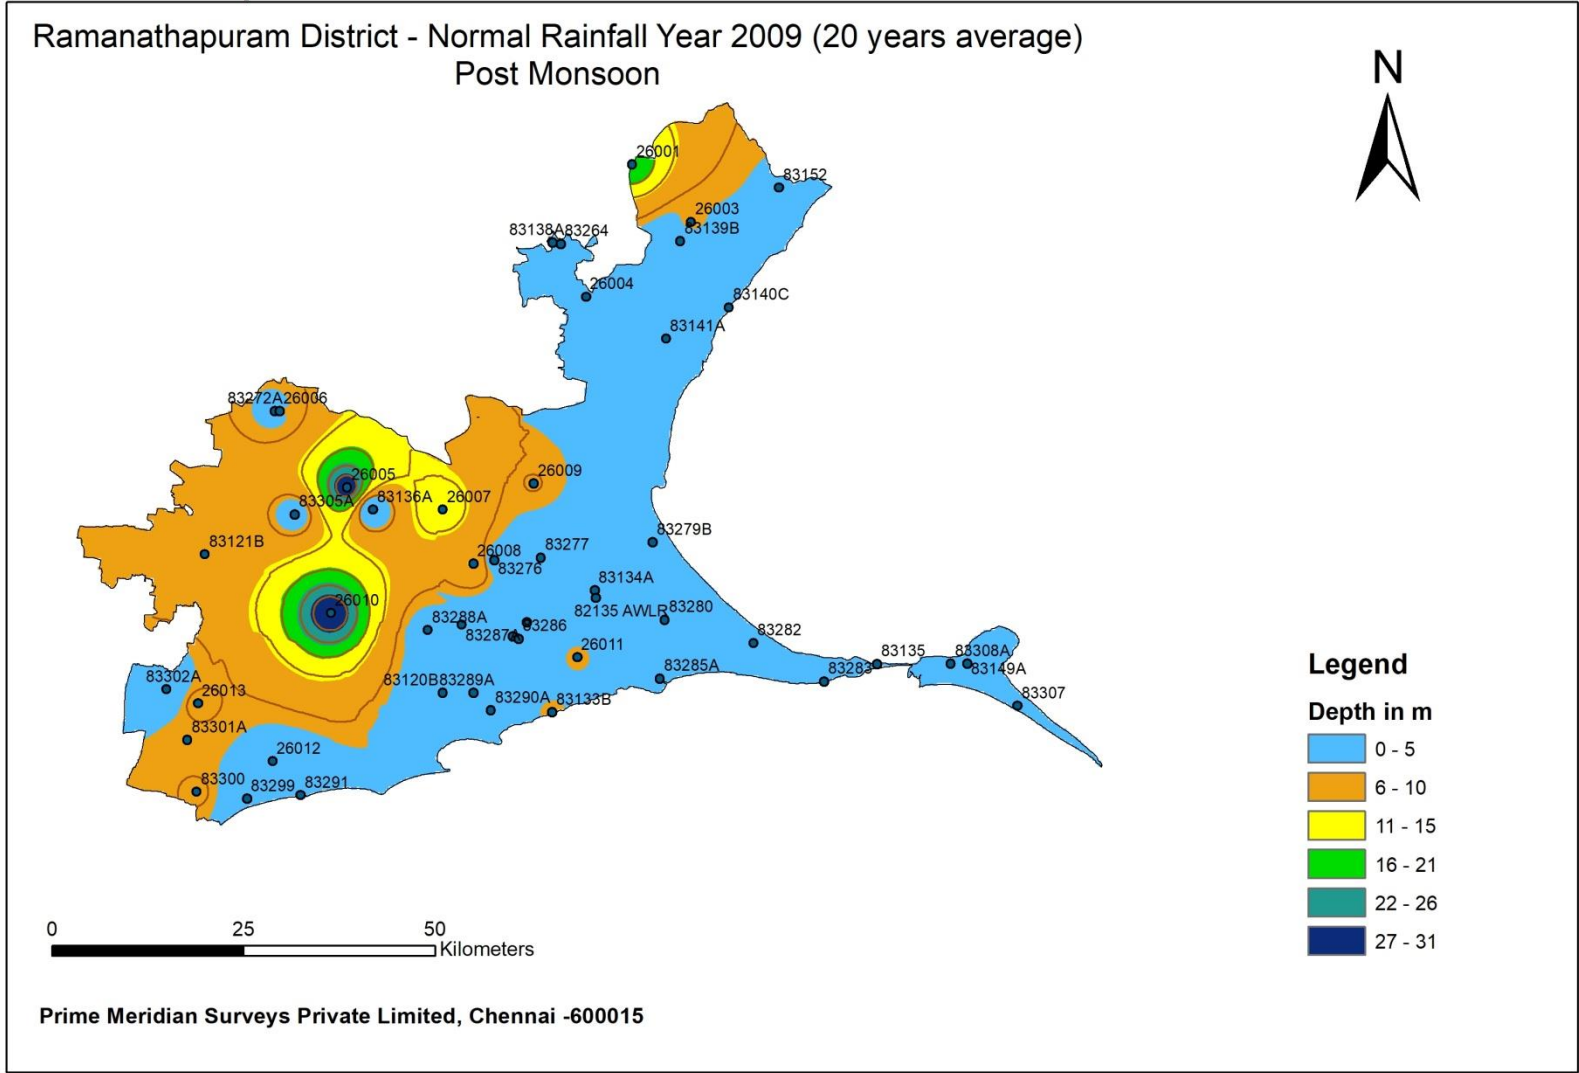 Ramanathapuram District - Normal Rainfall Year 2009 (20 years average)
Post Monsoon
N
26001
83152
26003
83138A 83264
83139B
26004
83140C
83141A
83272A 26006
26005
26009
83305A
83136A
26007
83279B
83121B
26008
83277
83276
83134A
26010
82135 AWLR
83280
83288A
83286
83287A
83282
26011
83135
83308A
83149A
83302A
83285A
83283
26013
83120B 83289A
83290A
83133B
83307
83301A
26012
83300
83299
83291
Legend
Depth in m
0 - 5
6 - 10
11 - 15
16 - 21
22 - 26
27 - 31
0 25 50
Kilometers
Prime Meridian Surveys Private Limited, Chennai -600015